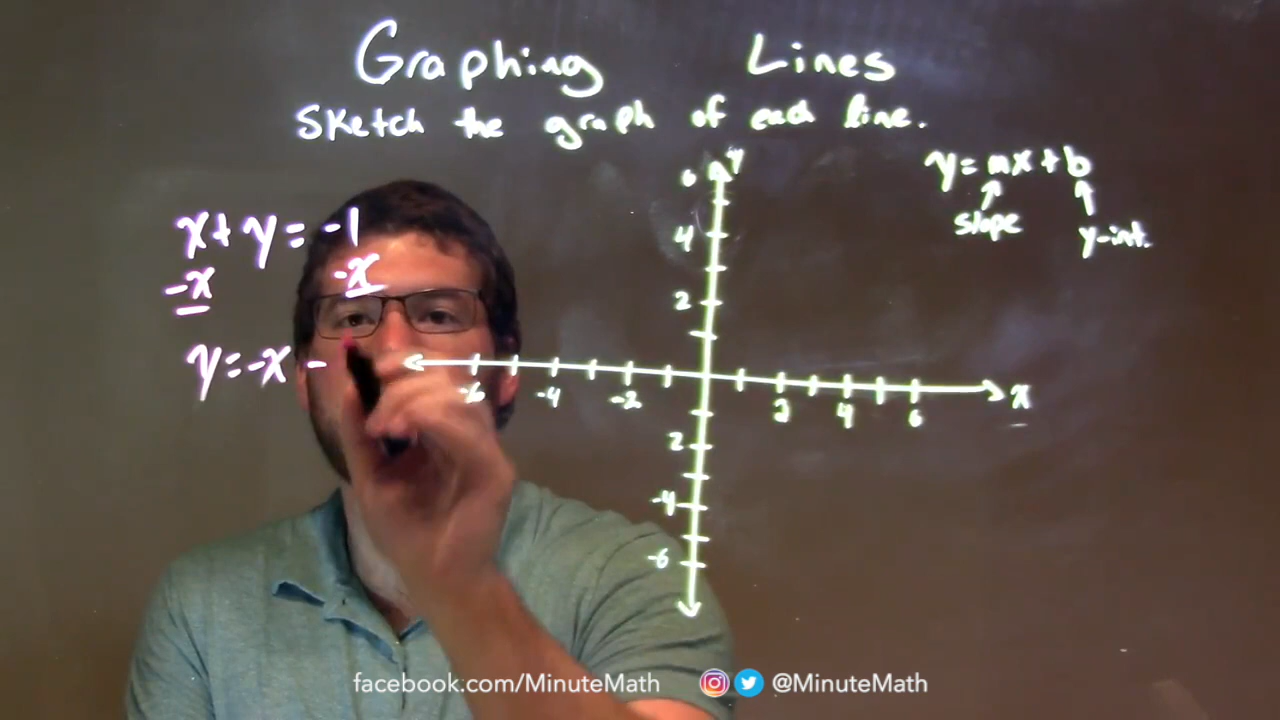 Graphing Lines
Sketch the graph of each line.
y = mx + b
slope
y-int.
x + y = -1
-x -x
y = -x -
y
6
4
2
-6 -4 -2 2 4 6 x
2
-4
-6
facebook.com/MinuteMath @MinuteMath